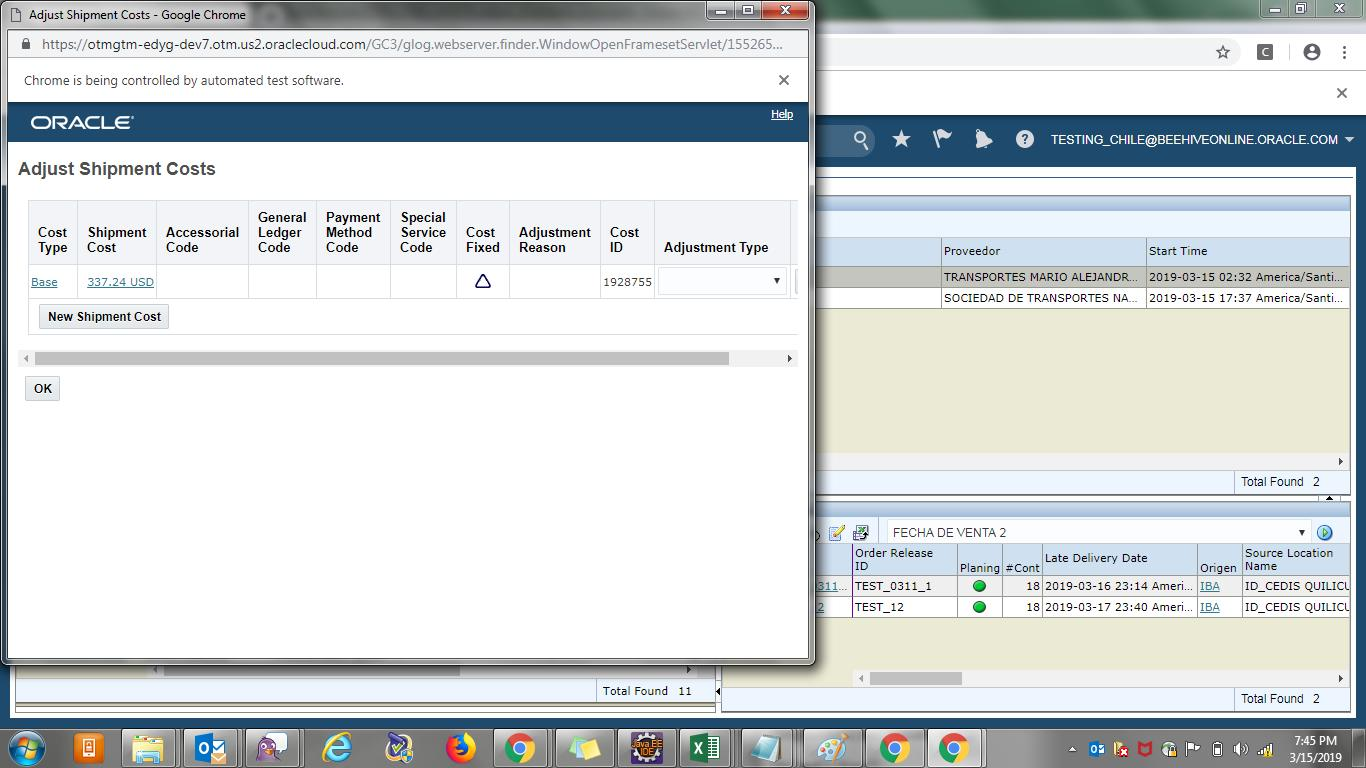 Adjust Shipment Costs - Google Chrome
https://otmgtm-edyg-dev7.otm.us2.oraclecloud.com/GC3/glog.webserver.finder.WindowOpenFramesetServlet/155265...
Chrome is being controlled by automated test software.
ORACLE
Help
TESTING_CHILE@BEEHIVEONLINE.ORACLE.COM
Adjust Shipment Costs
Cost Type
Shipment Cost
Accessorial Code
General Ledger Code
Payment Method Code
Special Service Code
Cost Fixed
Adjustment Reason
Cost ID
Adjustment Type
Base 337.24 USD 1928755
New Shipment Cost
OK
Proveedor Start Time
TRANSPORTES MARIO ALEJANDR... 2019-03-15 02:32 America/Santi...
SOCIEDAD DE TRANSPORTES NA... 2019-03-15 17:37 America/Santi...
Total Found 2
FECHA DE VENTA 2
Order Release ID
Planing
#Cont
Late Delivery Date
Origen
Source Location Name
0311... TEST_0311_1 18 2019-03-16 23:14 Ameri... IBA ID_CEDIS QUILICU
2 TEST_12 18 2019-03-17 23:40 Ameri... IBA ID_CEDIS QUILICU
Total Found 11
Total Found 2
Java EE IDE
7:45 PM
3/15/2019